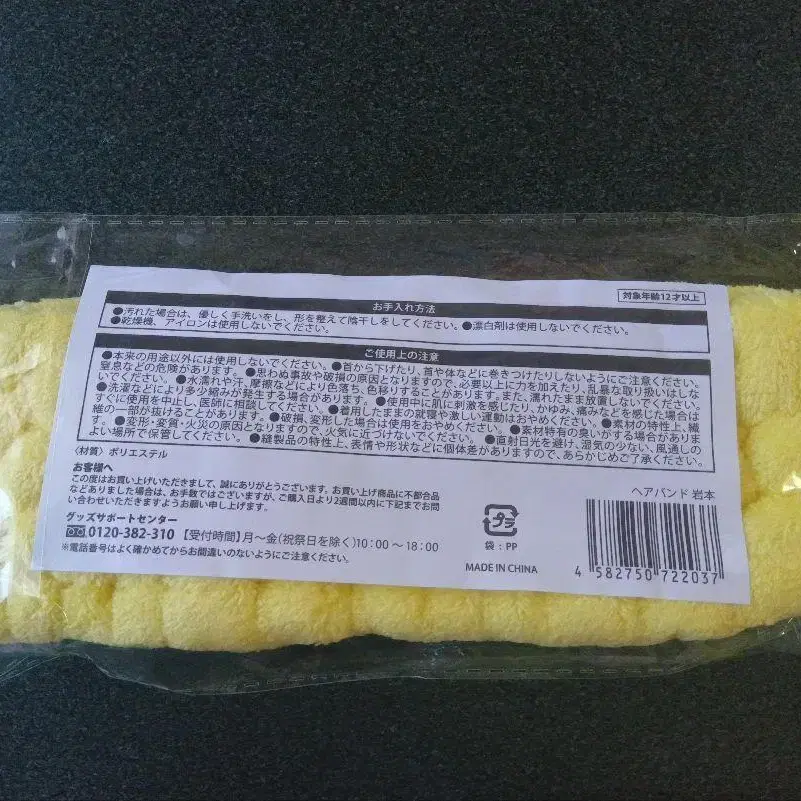 対象年齢12才以上
お手入れ方法
●汚れた場合は、優しく手洗いをし、形を整えて陰干しをしてください。●漂白剤は使用しないでください。
●乾燥機、アイロンは使用しないでください。
ご使用上の注意
●本来の用途以外には使用しないでください。●首から下げたり、首や体などに巻きつけたりしないようにご注意ください。
窒息などの危険があります。●思わぬ事故や破損の原因となりますので、必要以上に力を加えたり、乱暴な取り扱いはしな
いでください。●水濡れや汗、摩擦などにより色落ち、色移りすることがあります。また、濡れたまま放置しないでください。
●洗濯などにより多少縮みが発生する場合があります。●使用中に肌に刺激を感じたり、かゆみ、痛みなどを感じた場合は
すぐに使用を中止し、医師に相談してください。●着用したままの就寝や激しい運動はおやめください。●素材の特性上、繊
維の一部が抜けることがあります。●破損、変形した場合は使用をおやめください。●素材特有の臭いがする場合がありま
す。●変形・変質・火災の原因となりますので、火気に近づけないでください。●直射日光を避け、湿気の少ない、風通しの
よい場所で保管してください。●縫製品の特性上、表情や形状などに個体差がありますので、あらかじめご了承ください。
〈材質〉ポリエステル
お客様へ
この度はお買い上げいただきまして、誠にありがとうございます。お買い上げ商品に不都合品
などありました場合は、お手数ではございますが、ご購入日より2週間以内に下記までお問
い合わせいただきますようお願い申し上げます。
グッズサポートセンター
0120-382-310 【受付時間】月～金(祝祭日を除く)10:00～18:00
※電話番号はよく確かめてからお間違いのないようにご注意ください。
プラ
袋:PP
MADE IN CHINA
ヘアバンド 岩本
4 582750 722037